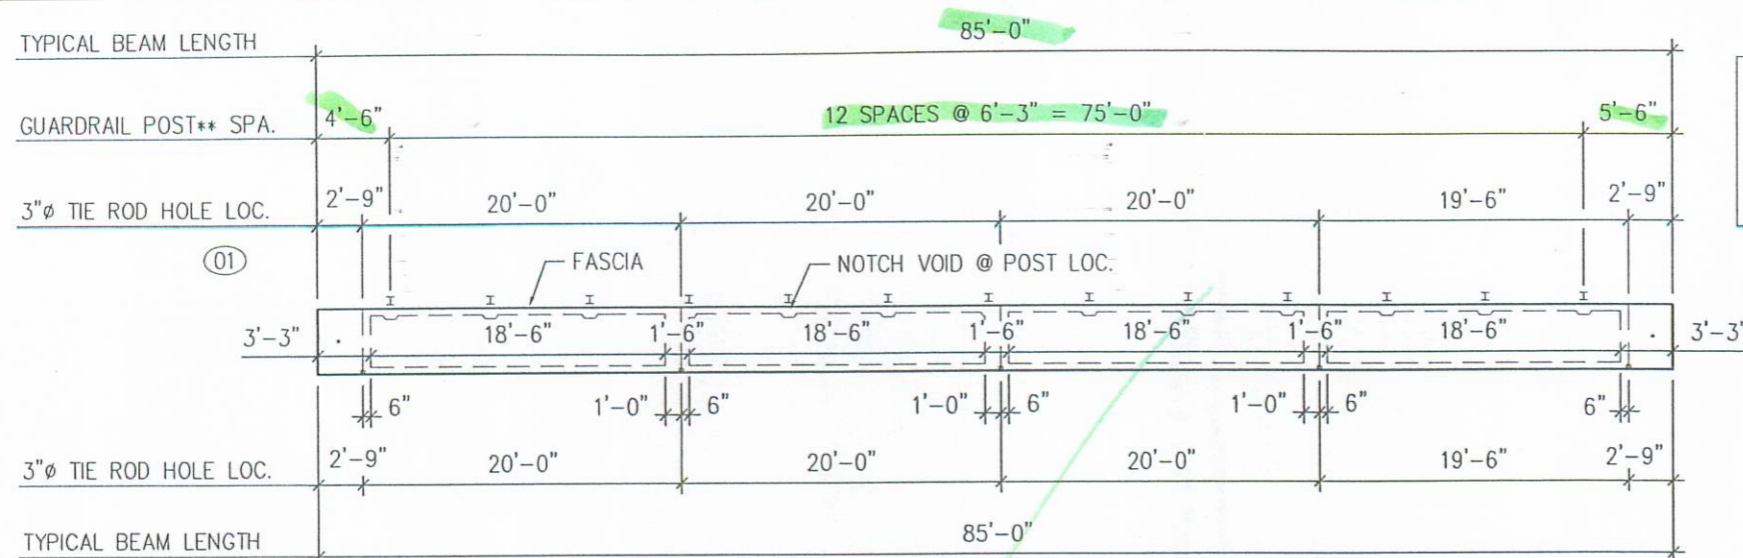 TYPICAL BEAM LENGTH 85'-0"
GUARDRAIL POST** SPA. 4'-6" 12 SPACES @ 6'-3" = 75'-0" 5'-6"
3"ø TIE ROD HOLE LOC. 2'-9" 20'-0" 20'-0" 20'-0" 19'-6" 2'-9"
01 FASCIA NOTCH VOID @ POST LOC.
3'-3" 18'-6" 1'-6" 18'-6" 1'-6" 18'-6" 1'-6" 18'-6" 3'-3"
6" 1'-0" 6" 1'-0" 6" 1'-0" 6" 6"
3"ø TIE ROD HOLE LOC. 2'-9" 20'-0" 20'-0" 20'-0" 19'-6" 2'-9"
TYPICAL BEAM LENGTH 85'-0"